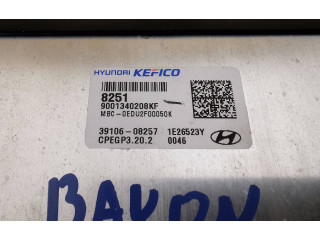 HYUNDAI KEFICO
8251
9001340208KF
MBC-0EDU2F00050K
39106-08257 1E26523Y
CPEGP3.20.2 0046
BAYON